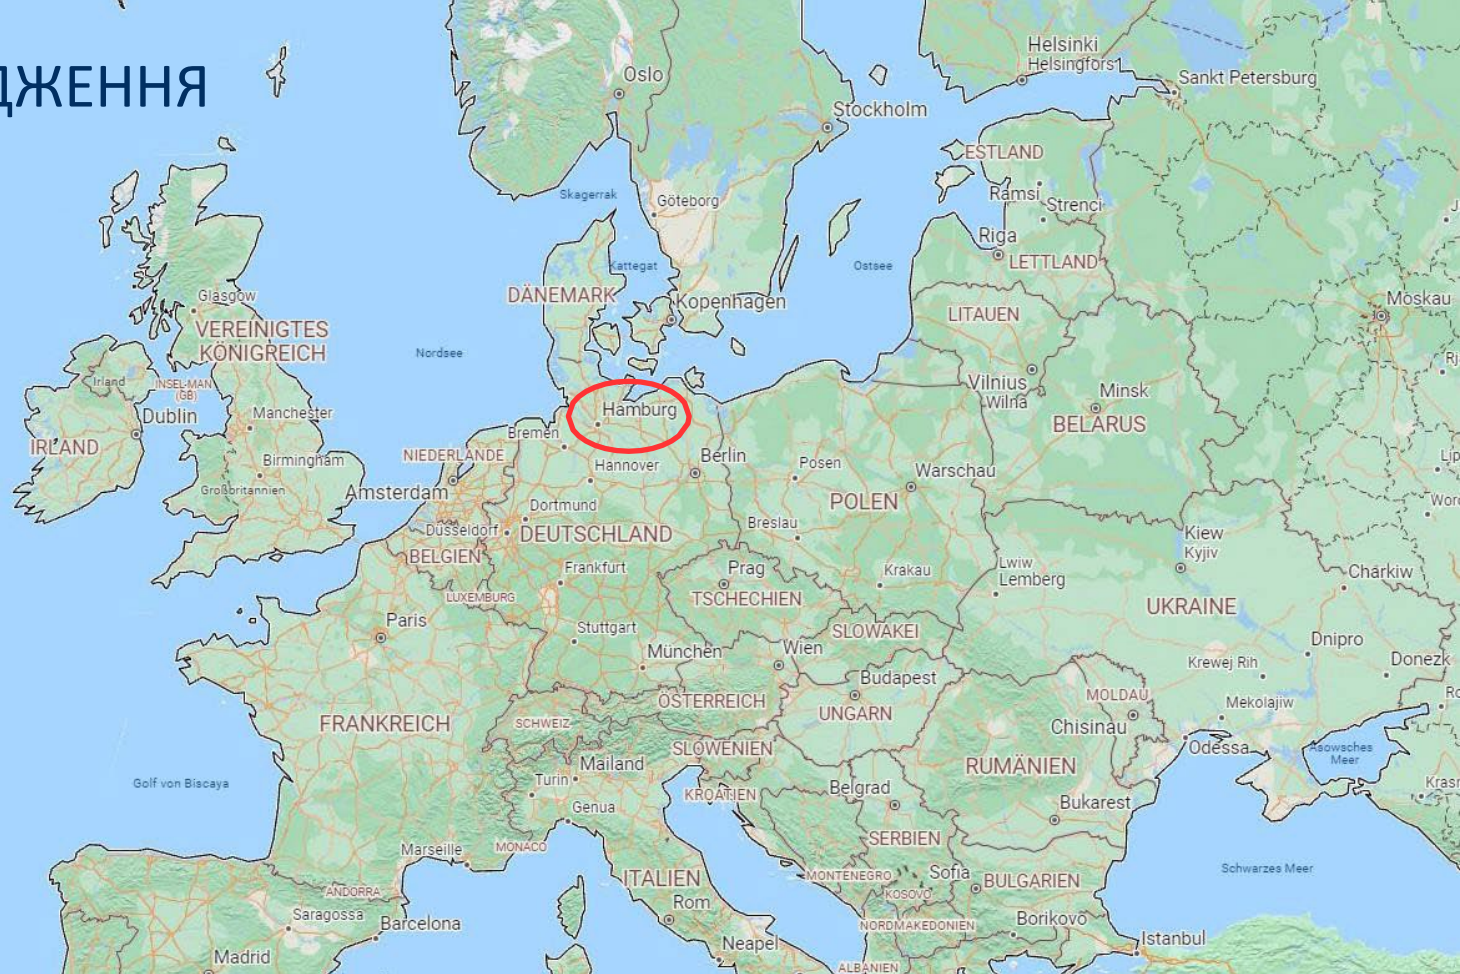 ДЖЕННЯ
Helsinki
Helsingfors
Oslo
Sankt Petersburg
Stockholm
ESTLAND
Ramsi
Strenci
Skagerrak
Göteborg
Riga
LETTLAND
Kattegat
Ostsee
DÄNEMARK
Kopenhagen
Glasgow
Moskau
LITAUEN
VEREINIGTES
KÖNIGREICH
Nordsee
Irland
INSEL-MAN
(GB)
Vilnius
Wilna
Minsk
Dublin
Manchester
Hamburg
BELARUS
IRLAND
Bremen
NIEDERLANDE
Birmingham
Hannover
Berlin
Posen
Warschau
Großbritannien
Amsterdam
Dortmund
POLEN
Düsseldorf
DEUTSCHLAND
Breslau
Kiew
Kyjiv
BELGIEN
Frankfurt
Prag
Krakau
Lwiw
Lemberg
Charkiw
LUXEMBURG
TSCHECHIEN
UKRAINE
Paris
Stuttgart
SLOWAKEI
München
Wien
Dnipro
Krewej Rih
Donezk
Budapest
ÖSTERREICH
MOLDAU
Mekolajiw
FRANKREICH
SCHWEIZ
UNGARN
Chisinau
SLOWENIEN
Odessa
Asowsches
Meer
Mailand
RUMÄNIEN
Golf von Biscaya
Turin
KROATIEN
Belgrad
Genua
Bukarest
Marseille
MONACO
SERBIEN
Schwarzes Meer
ITALIEN
MONTENEGRO
Sofia
BULGARIEN
ANDORRA
KOSOVO
Rom
Saragossa
Barcelona
NORDMAKEDONIEN
Borikovo
Istanbul
Madrid
Neapel
ALBANIEN